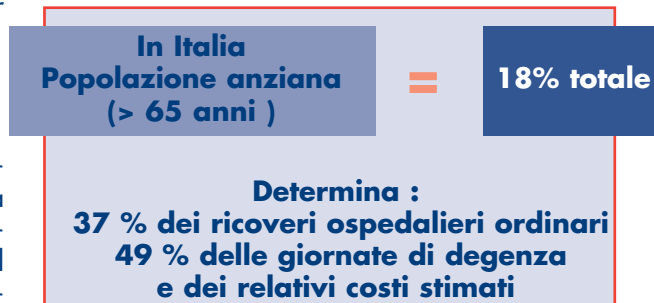 In Italia
Popolazione anziana
(> 65 anni )
=
18% totale
Determina :
37 % dei ricoveri ospedalieri ordinari
49 % delle giornate di degenza
e dei relativi costi stimati